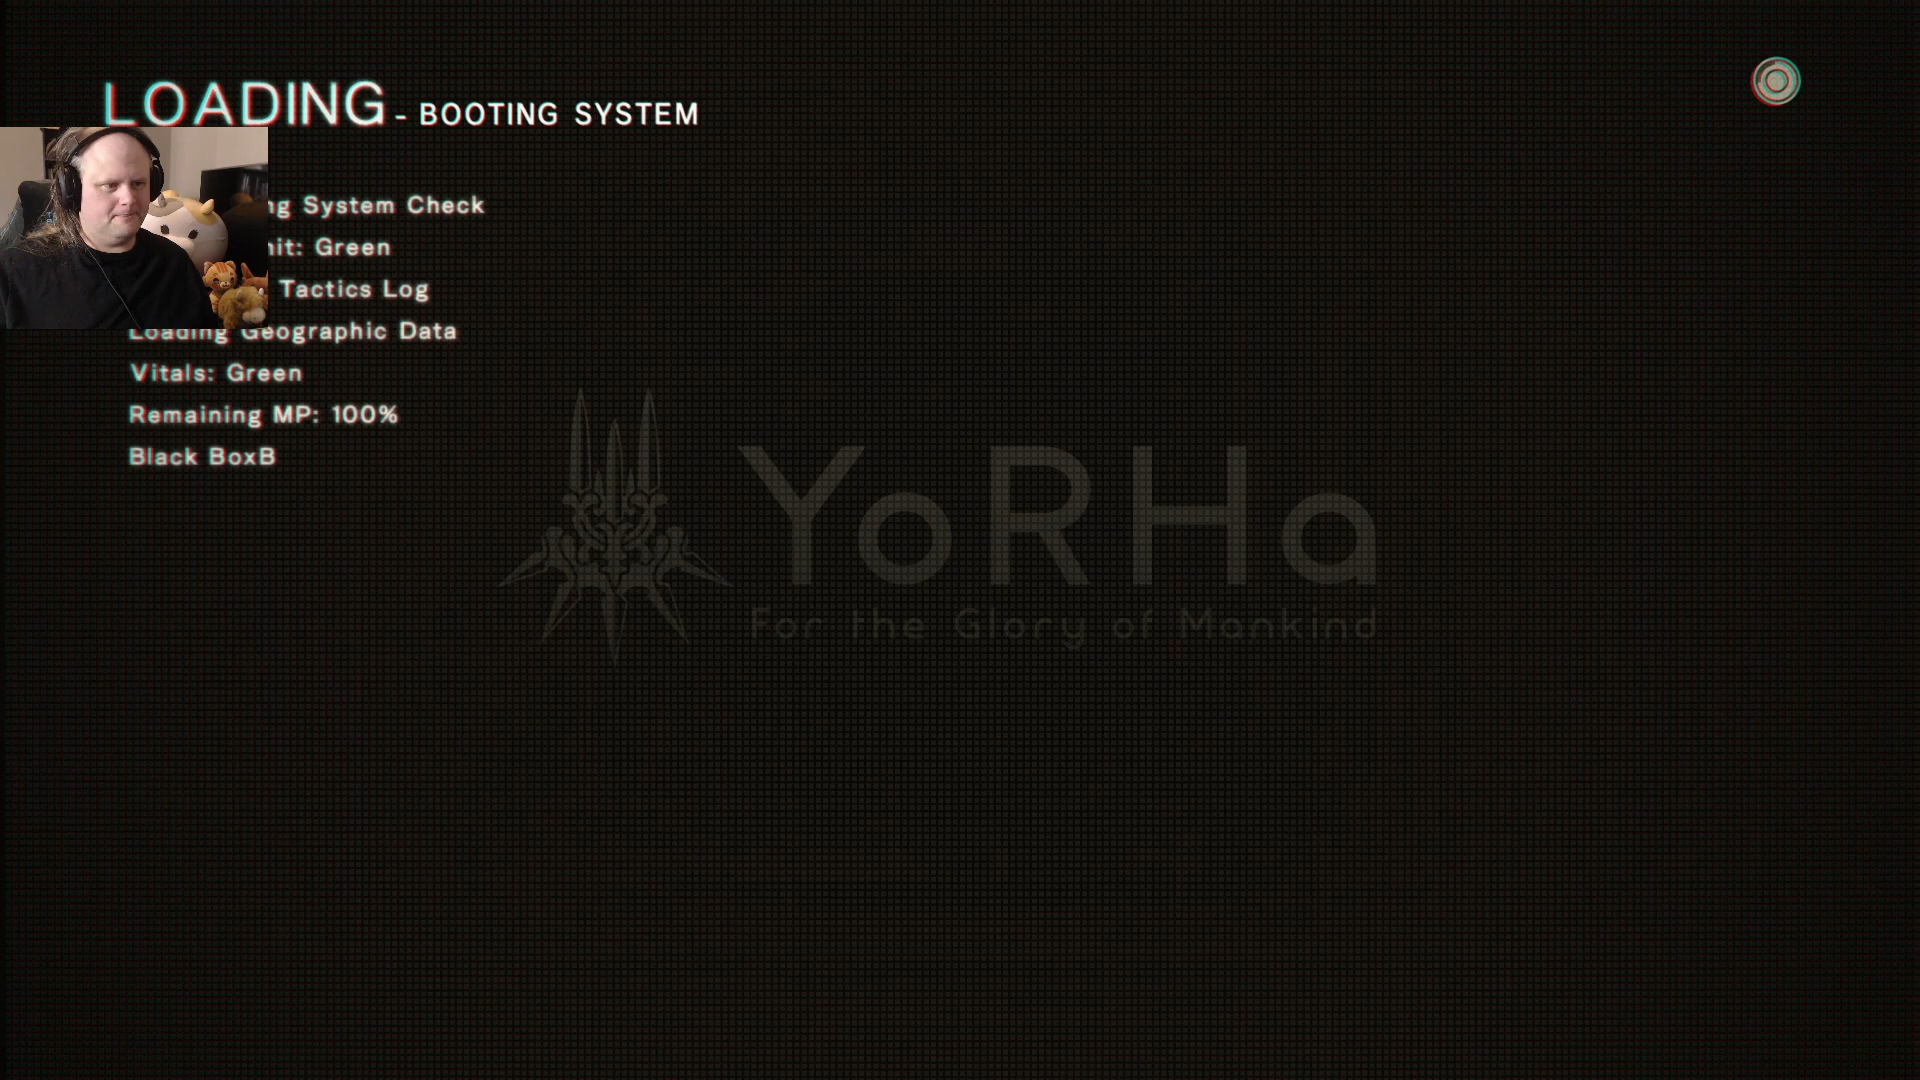 LOADING - BOOTING SYSTEM
System Check
Green
Tactics Log
Loading Geographic Data
Vitals: Green
Remaining MP: 100%
Black BoxB
YoRHa
For the Glory of Mankind